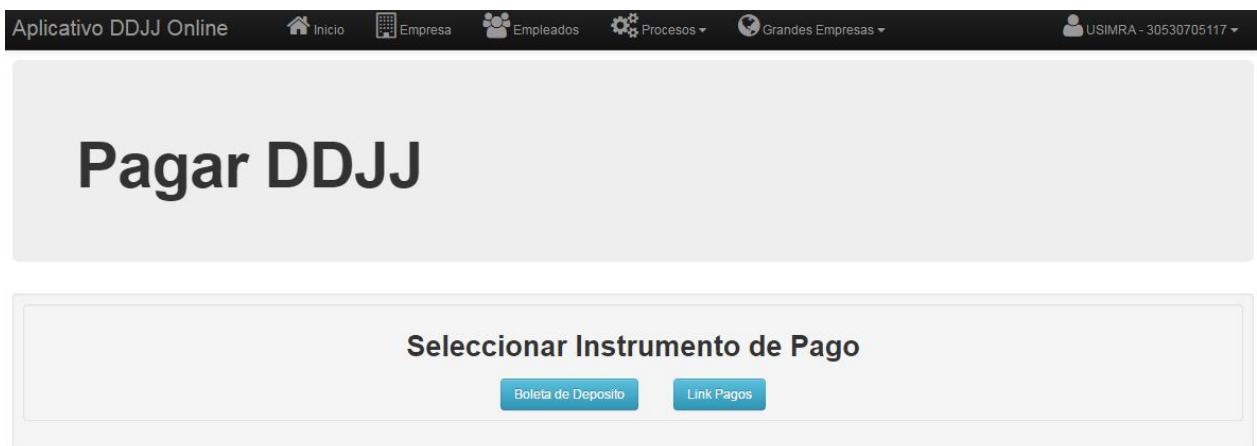 Aplicativo DDJJ Online Inicio Empresa Empleados Procesos Grandes Empresas USIMRA - 30530705117
Pagar DDJJ
Seleccionar Instrumento de Pago
Boleta de Deposito Link Pagos